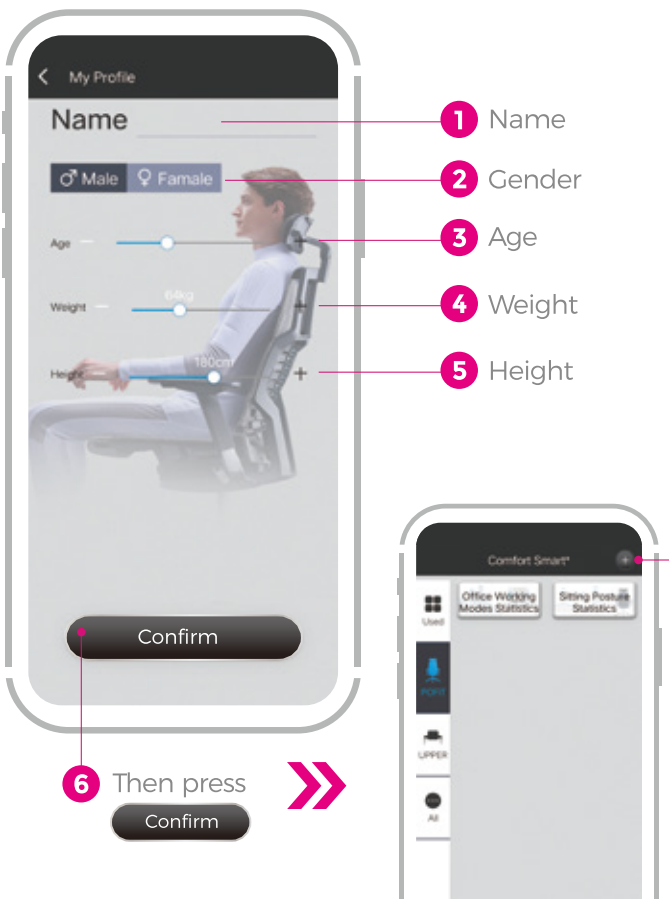 My Profile
Name
1 Name
♂ Male ♀ Famale
2 Gender
Age
3 Age
64kg
Weight
4 Weight
180cm
Height
5 Height
Confirm
6 Then press
Confirm
Comfort Smart+
Used
Office Working
Modes Statistics
Sitting Posture
Statistics
POFIT
UPPER
All